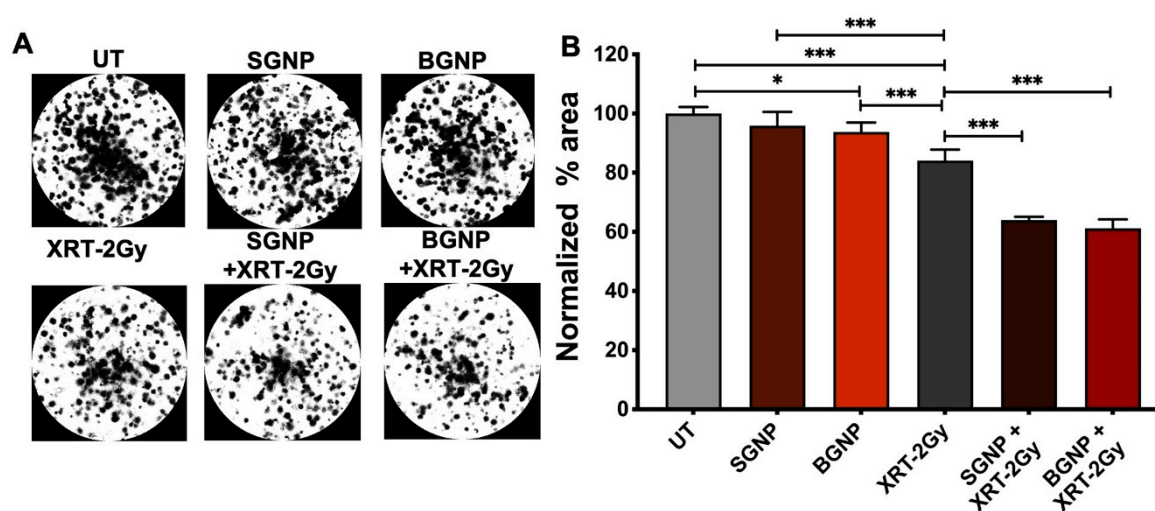 A
UT
SGNP
BGNP
XRT-2Gy
SGNP
+XRT-2Gy
BGNP
+XRT-2Gy
B
Normalized % area
120
100
80
60
40
20
0
***
***
*
***
***
***
UT
SGNP
BGNP
XRT-2Gy
SGNP +
XRT-2Gy
BGNP +
XRT-2Gy